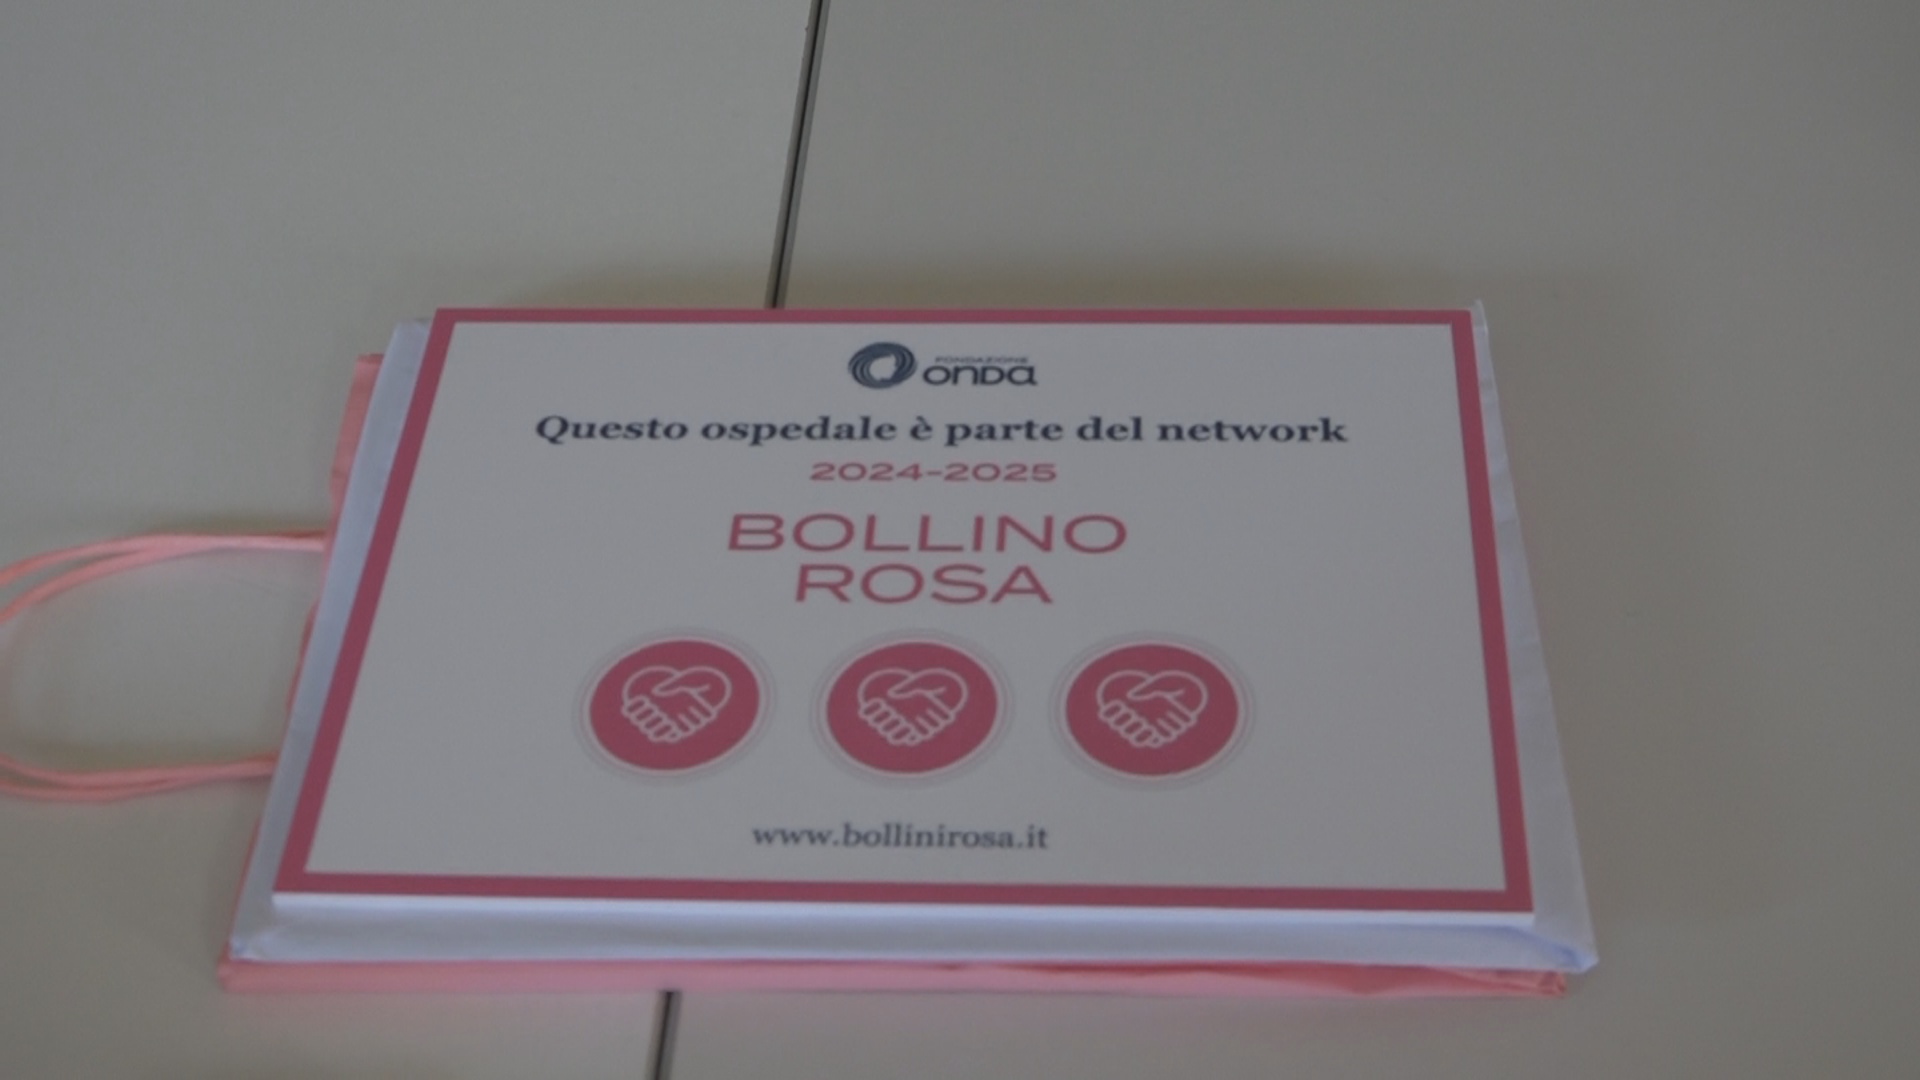 FONDAZIONE
ONDA
Questo ospedale è parte del network
2024-2025
BOLLINO
ROSA
www.bollinirosa.it